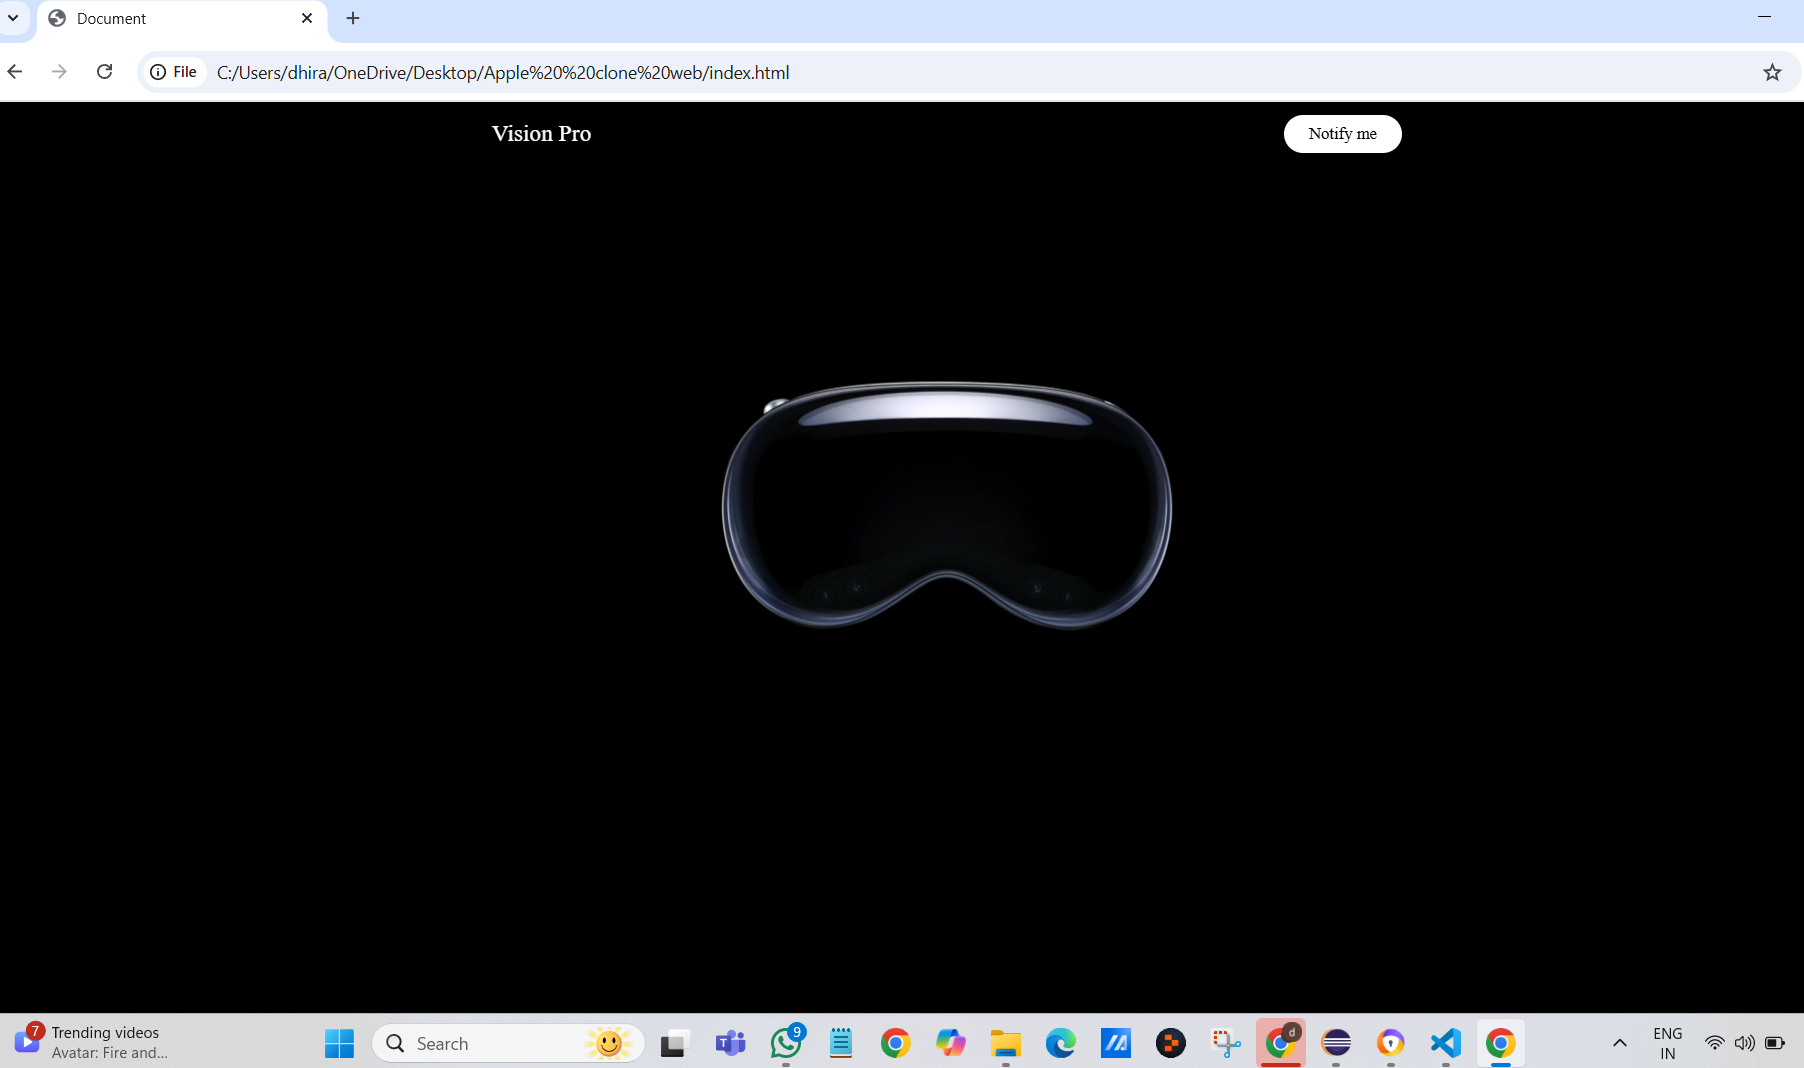 Document
File
C:/Users/dhira/OneDrive/Desktop/Apple%20%20clone%20web/index.html
Vision Pro
Notify me
7
Trending videos
Avatar: Fire and...
Search
T
9
d
ENG
IN